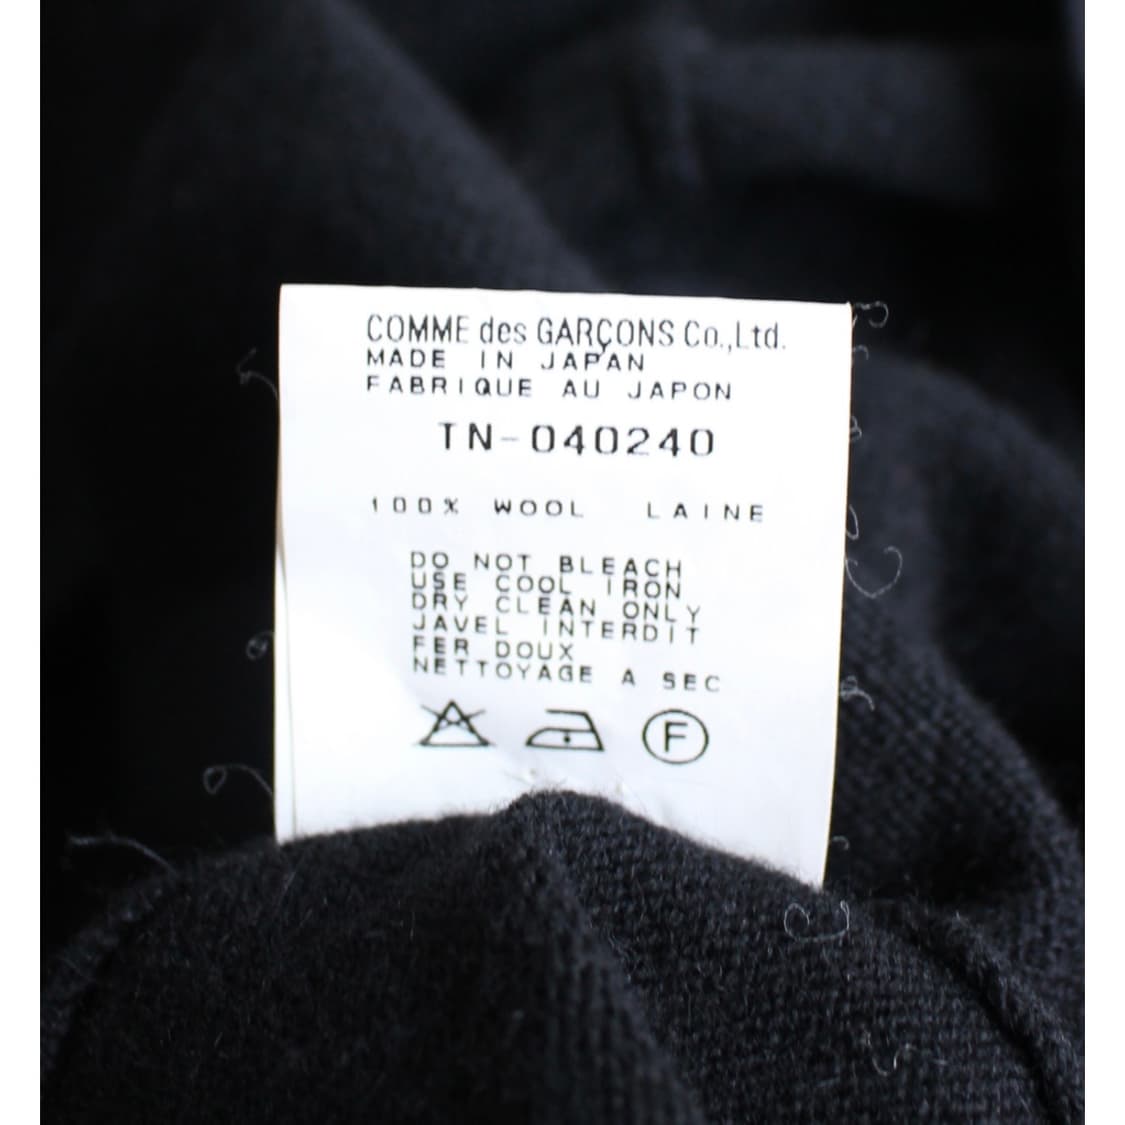 COMME des GARÇONS Co.,Ltd.
MADE IN JAPAN
FABRIQUE AU JAPON
TN-040240
100% WOOL LAINE
DO NOT BLEACH
USE COOL IRON
DRY CLEAN ONLY
JAVEL INTERDIT
FER DOUX
NETTOYAGE A SEC
F